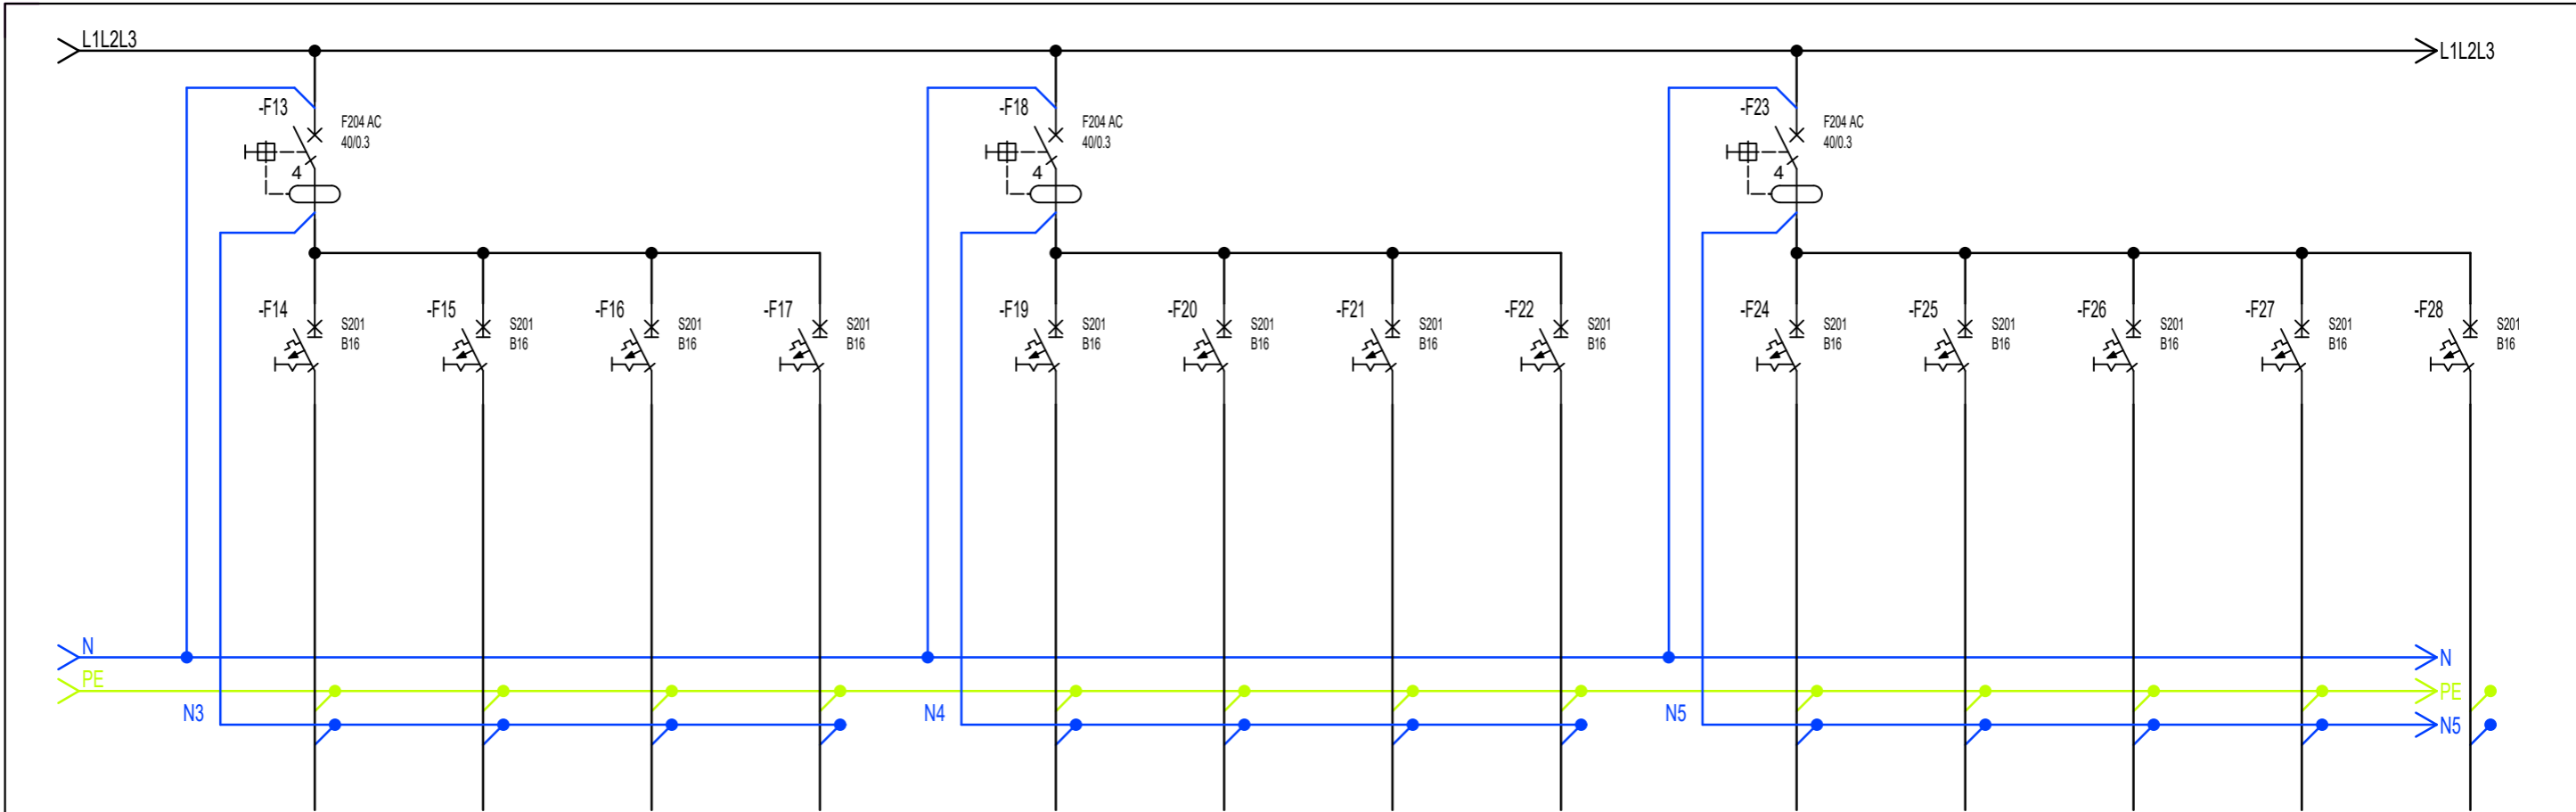 L1L2L3
L1L2L3
-F13
F204 AC
40/0.3
4
-F18
F204 AC
40/0.3
4
-F23
F204 AC
40/0.3
4
-F14
S201
B16
-F15
S201
B16
-F16
S201
B16
-F17
S201
B16
-F19
S201
B16
-F20
S201
B16
-F21
S201
B16
-F22
S201
B16
-F24
S201
B16
-F25
S201
B16
-F26
S201
B16
-F27
S201
B16
-F28
S201
B16
N
N
PE
PE
N3
N4
N5
N5